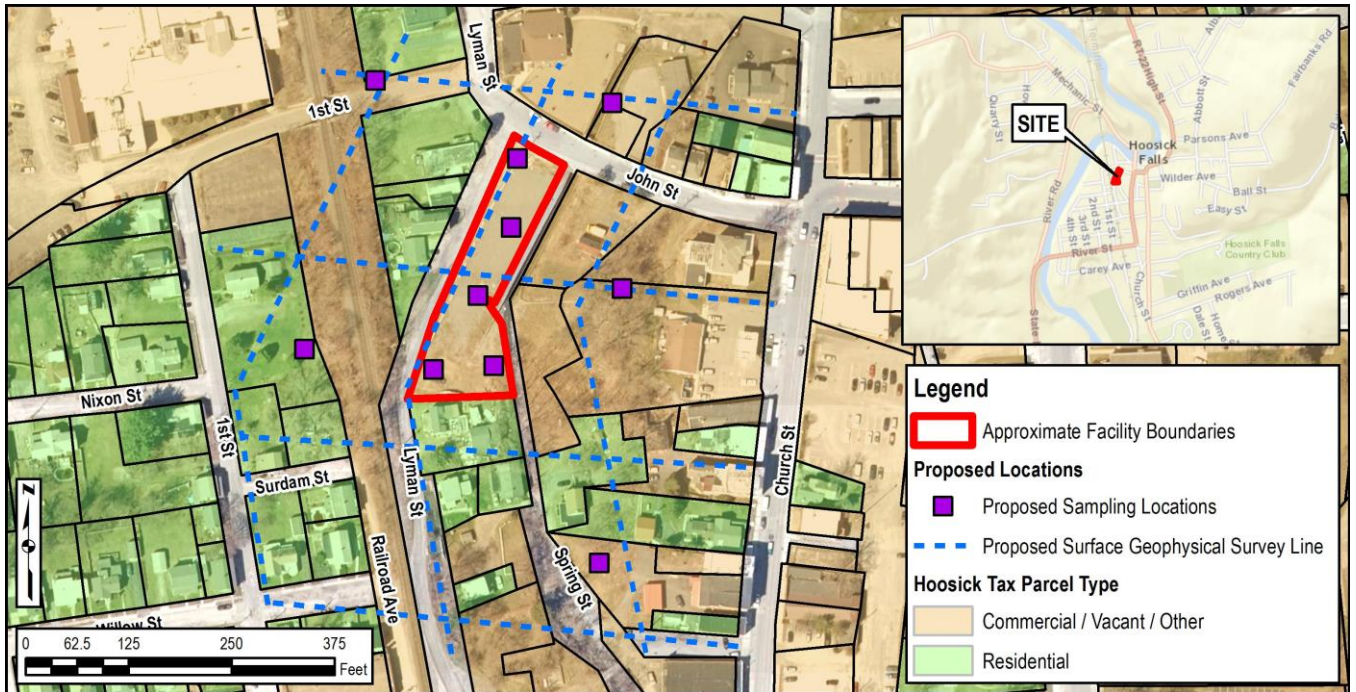 Lyman St
1st St
John St
Nixon St
1st St
Surdam St
Lyman St
Railroad Ave
Spring St
Church St
Willow St
N
0 62.5 125 250 375
Feet
SITE
Hoosick
Falls
Mechanic St
RT-22 High St
Abbott St
Fairbanks Rd
Quarry St
Parsons Ave
Wilder Ave
Ball St
Easy St
River Rd
1st St
2nd St
3rd St
4th St
River St
Carey Ave
Church St
Hoosick Falls
Country Club
Griffin Ave
Rogers Ave
Dale St
State
Legend
Approximate Facility Boundaries
Proposed Locations
Proposed Sampling Locations
Proposed Surface Geophysical Survey Line
Hoosick Tax Parcel Type
Commercial / Vacant / Other
Residential